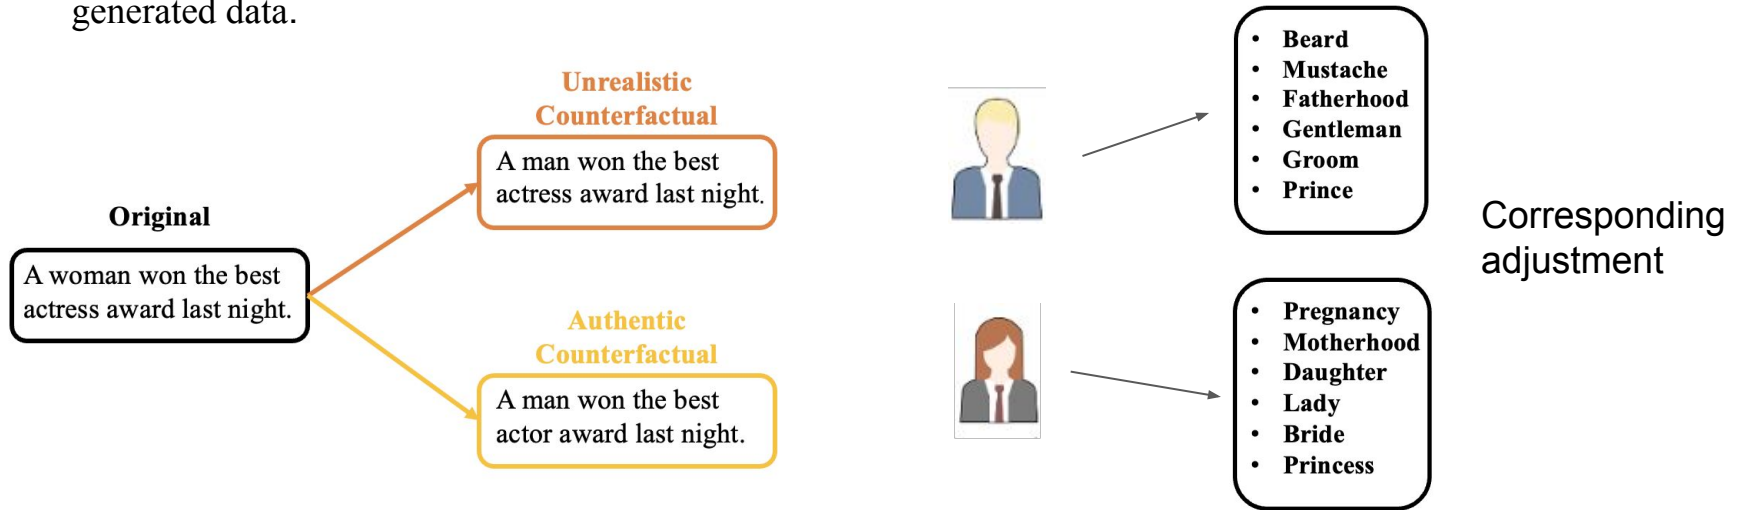 generated data.
Original
A woman won the best
actress award last night.
Unrealistic
Counterfactual
A man won the best
actress award last night.
Authentic
Counterfactual
A man won the best
actor award last night.
• Beard
• Mustache
• Fatherhood
• Gentleman
• Groom
• Prince
• Pregnancy
• Motherhood
• Daughter
• Lady
• Bride
• Princess
Corresponding
adjustment